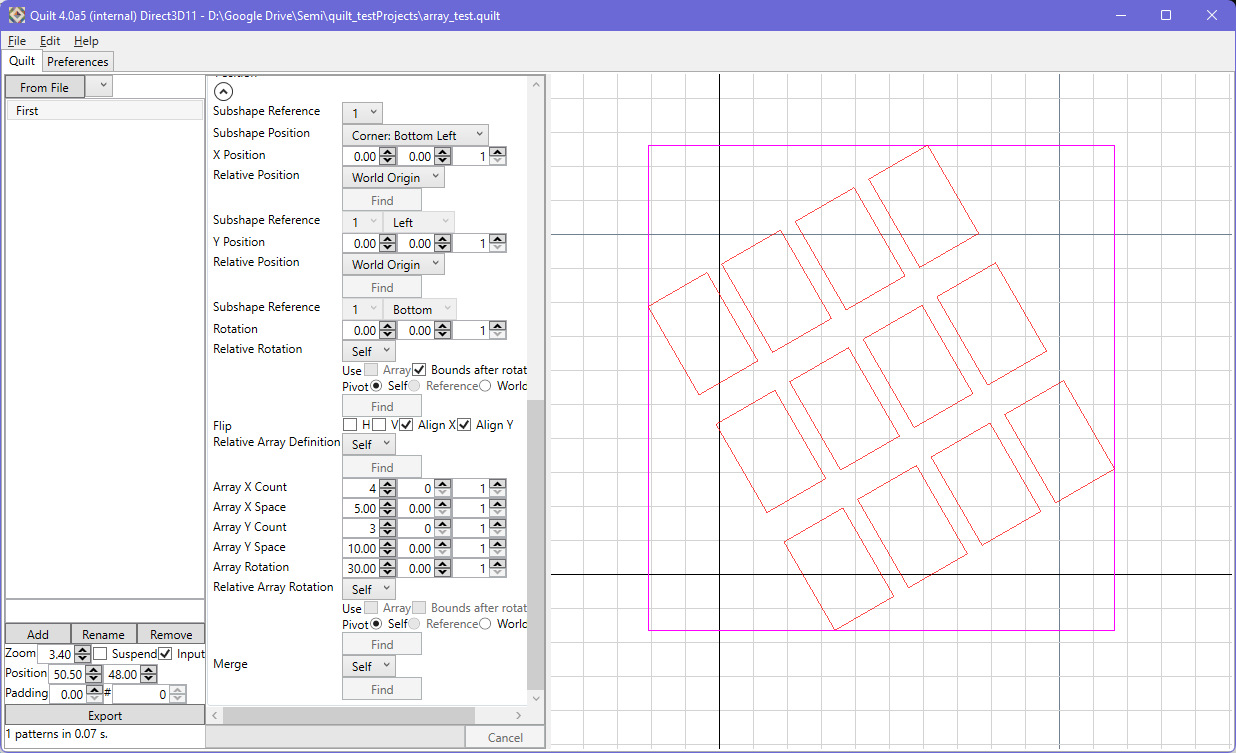 Quilt 4.0a5 (internal) Direct3D11 - D:\Google Drive\Semi\quilt_testProjects\array_test.quilt
File Edit Help
Quilt Preferences
From File
First
Subshape Reference 1
Subshape Position Corner: Bottom Left
X Position 0.00 0.00 1
Relative Position World Origin
Find
Subshape Reference 1 Left
Y Position 0.00 0.00 1
Relative Position World Origin
Find
Subshape Reference 1 Bottom
Rotation 0.00 0.00 1
Relative Rotation Self
Use Array Bounds after rotat
Pivot Self Reference World
Find
Flip H V Align X Align Y
Relative Array Definition Self
Find
Array X Count 4 0 1
Array X Space 5.00 0.00 1
Array Y Count 3 0 1
Array Y Space 10.00 0.00 1
Array Rotation 30.00 0.00 1
Relative Array Rotation Self
Use Array Bounds after rotat
Pivot Self Reference World
Find
Merge Self
Find
Add Rename Remove
Zoom 3.40 Suspend Input
Position 50.50 48.00
Padding 0.00 # 0
Export
1 patterns in 0.07 s.
Cancel